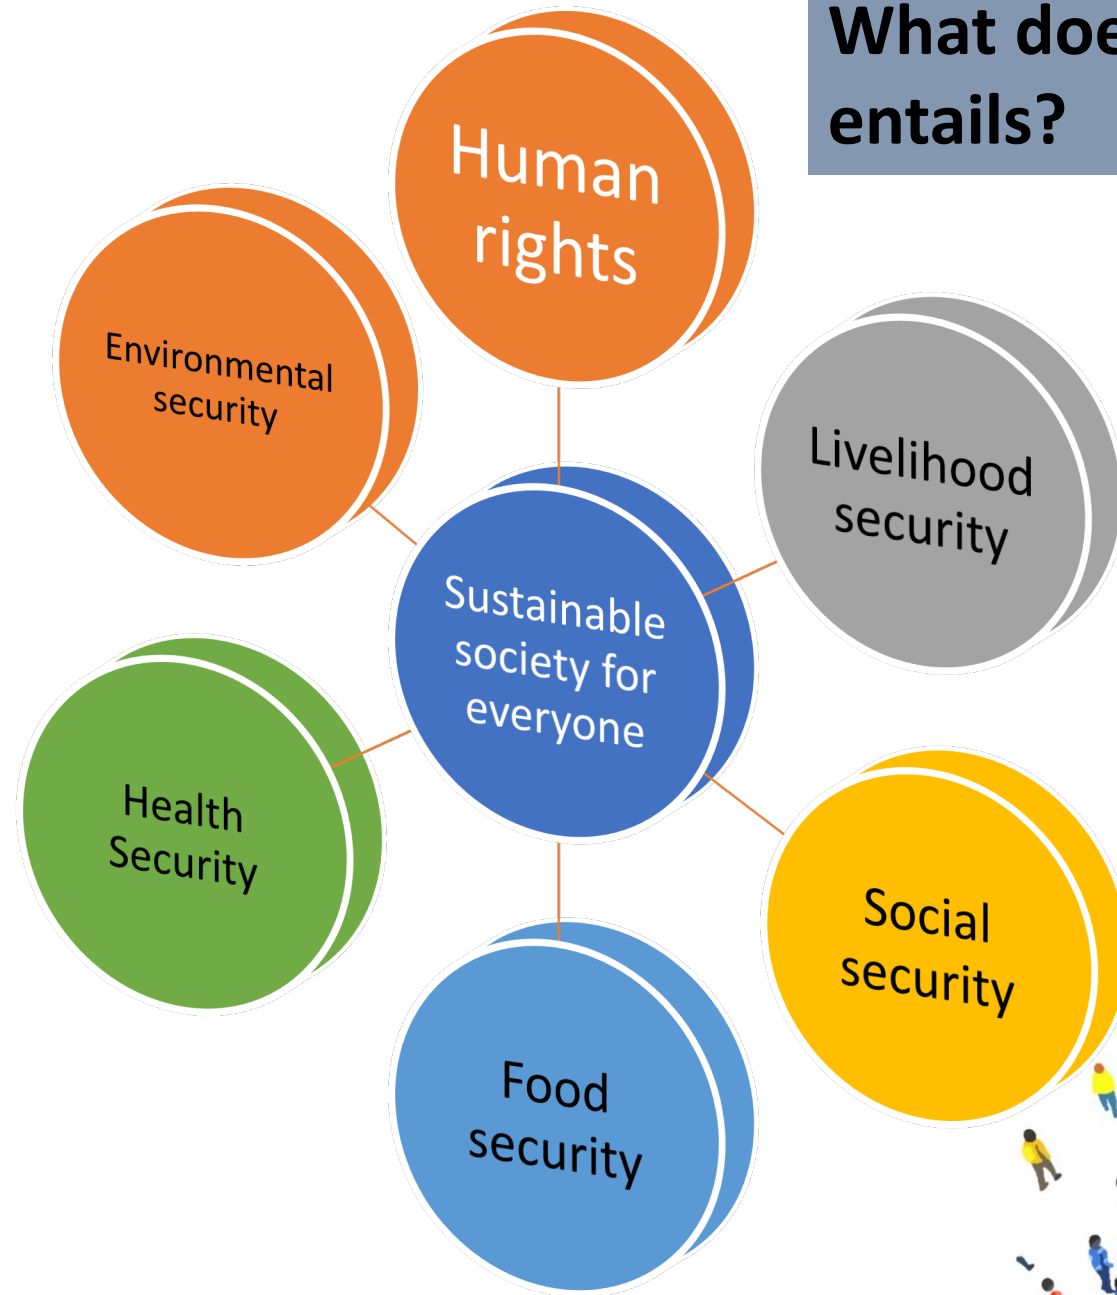 What doe
entails?
Human
rights
Environmental
security
Livelihood
security
Sustainable
society for
everyone
Health
Security
Social
security
Food
security